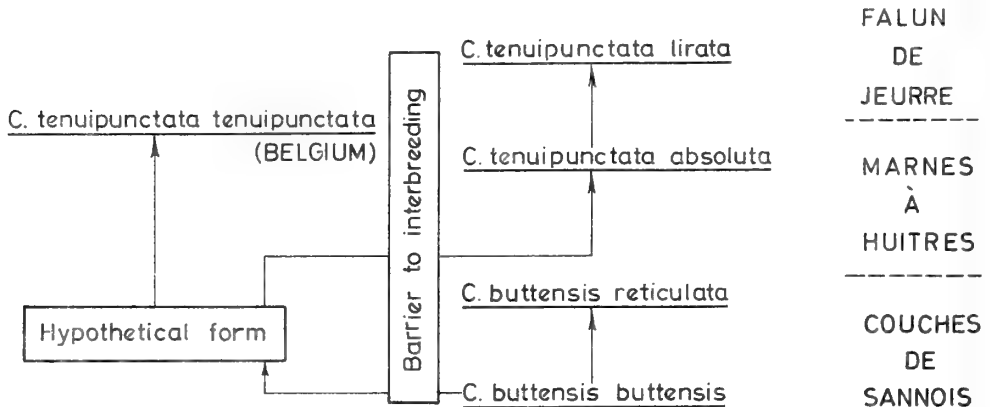 C. tenuipunctata lirata
C. tenuipunctata tenuipunctata
(BELGIUM)
C. tenuipunctata absoluta
Barrier to interbreeding
C. buttensis reticulata
Hypothetical form
C. buttensis buttensis
FALUN
DE
JEURRE
MARNES
À
HUITRES
COUCHES
DE
SANNOIS